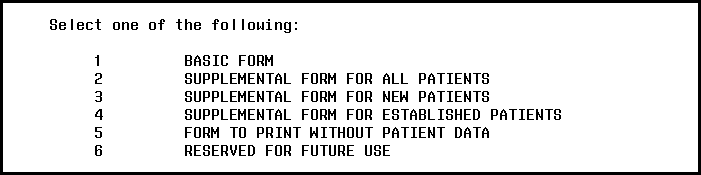 Select one of the following:
1 BASIC FORM
2 SUPPLEMENTAL FORM FOR ALL PATIENTS
3 SUPPLEMENTAL FORM FOR NEW PATIENTS
4 SUPPLEMENTAL FORM FOR ESTABLISHED PATIENTS
5 FORM TO PRINT WITHOUT PATIENT DATA
6 RESERVED FOR FUTURE USE